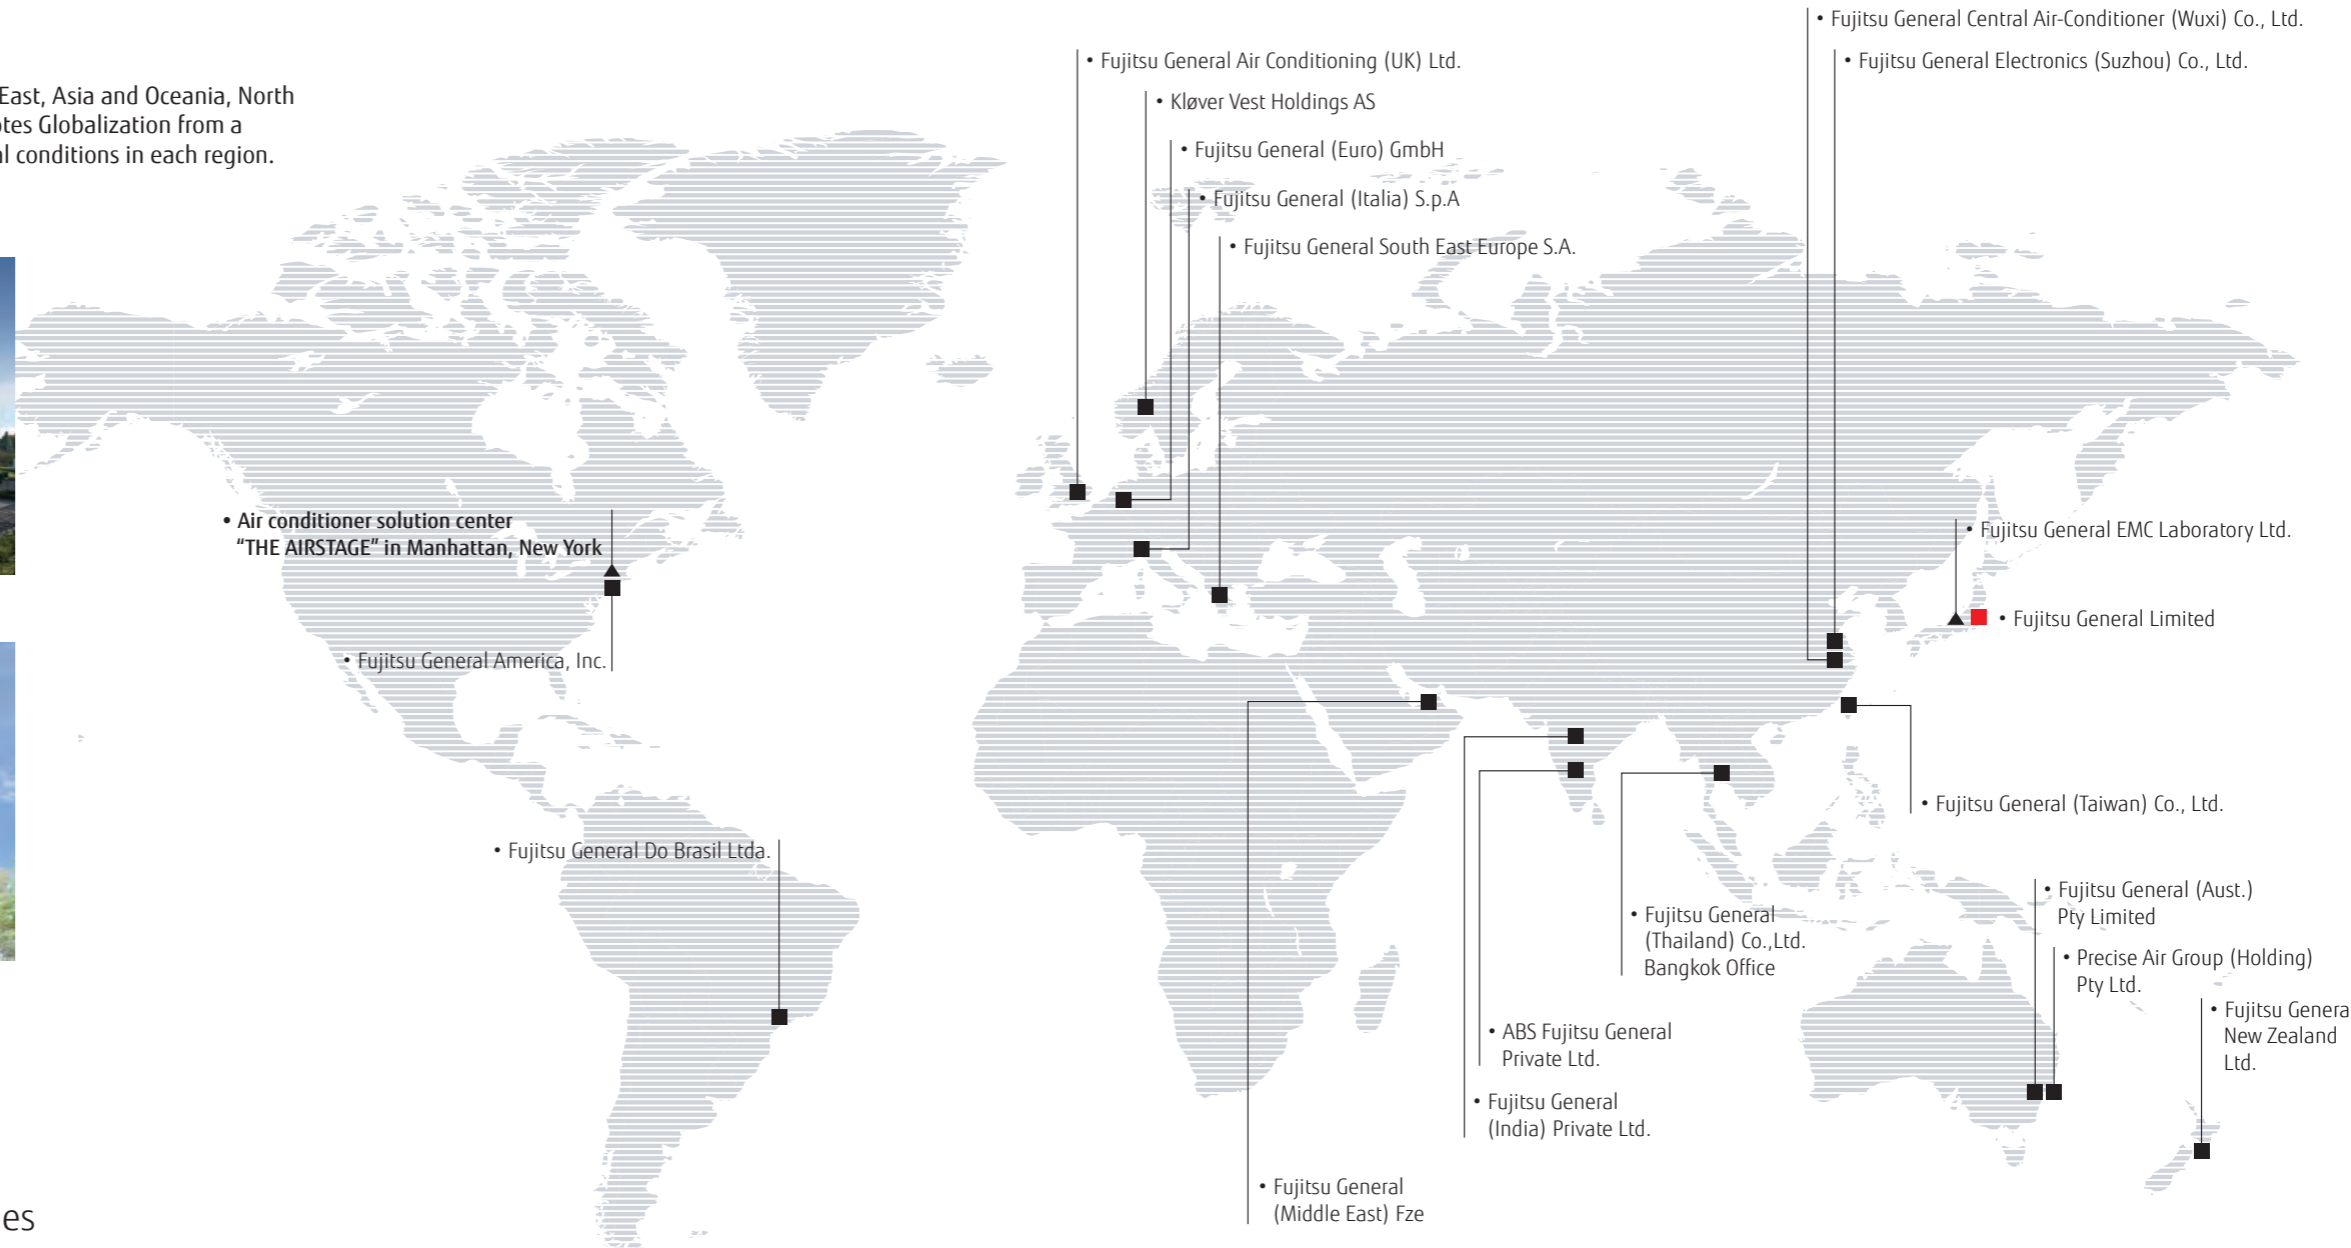 East, Asia and Oceania, North
otes Globalization from a
al conditions in each region.
• Fujitsu General Central Air-Conditioner (Wuxi) Co., Ltd.
• Fujitsu General Air Conditioning (UK) Ltd.
• Fujitsu General Electronics (Suzhou) Co., Ltd.
• Kløver Vest Holdings AS
• Fujitsu General (Euro) GmbH
• Fujitsu General (Italia) S.p.A
• Fujitsu General South East Europe S.A.
• Air conditioner solution center
“THE AIRSTAGE” in Manhattan, New York
• Fujitsu General EMC Laboratory Ltd.
• Fujitsu General Limited
• Fujitsu General America, Inc.
• Fujitsu General (Taiwan) Co., Ltd.
• Fujitsu General Do Brasil Ltda.
• Fujitsu General
(Thailand) Co.,Ltd.
Bangkok Office
• Fujitsu General (Aust.)
Pty Limited
• Precise Air Group (Holding)
Pty Ltd.
• Fujitsu Genera
New Zealand
Ltd.
• ABS Fujitsu General
Private Ltd.
• Fujitsu General
(India) Private Ltd.
• Fujitsu General
(Middle East) Fze
es